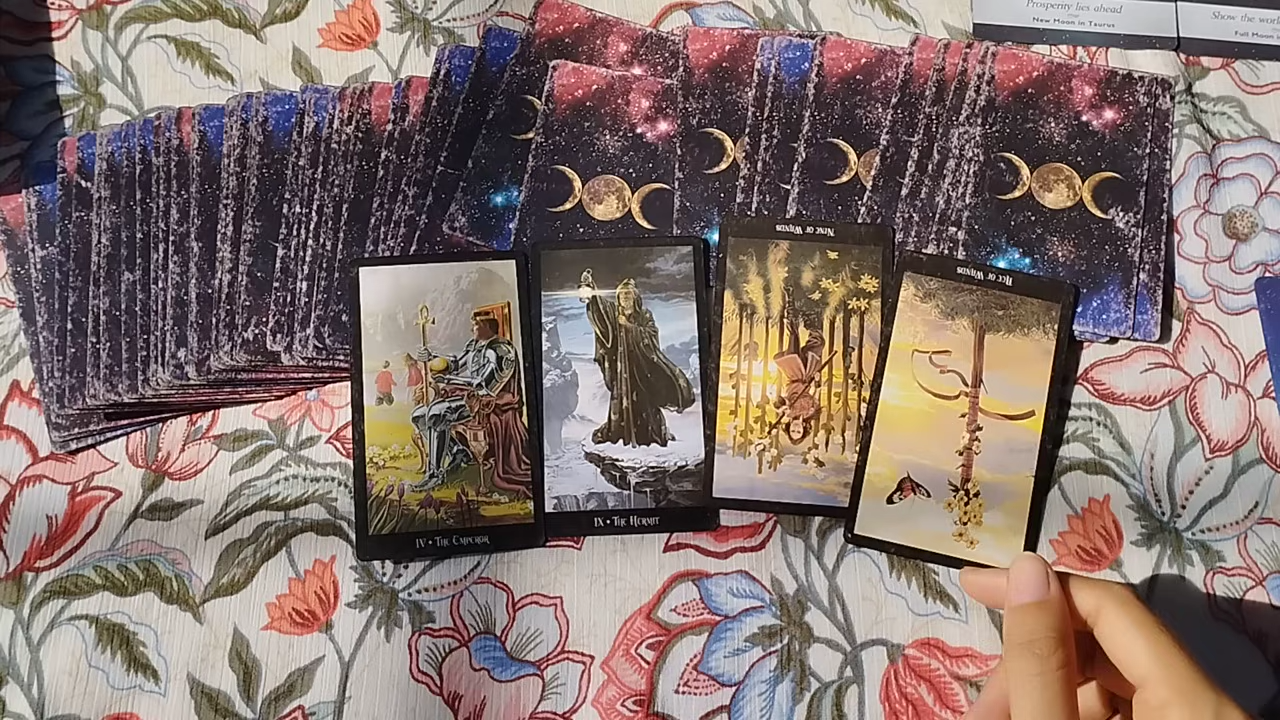 Prosperity lies ahead
New Moon in Taurus
Show the
Full Moon
NINE OF WANDS
ACE OF WANDS
IX • THE HERMIT
IV • THE EMPEROR